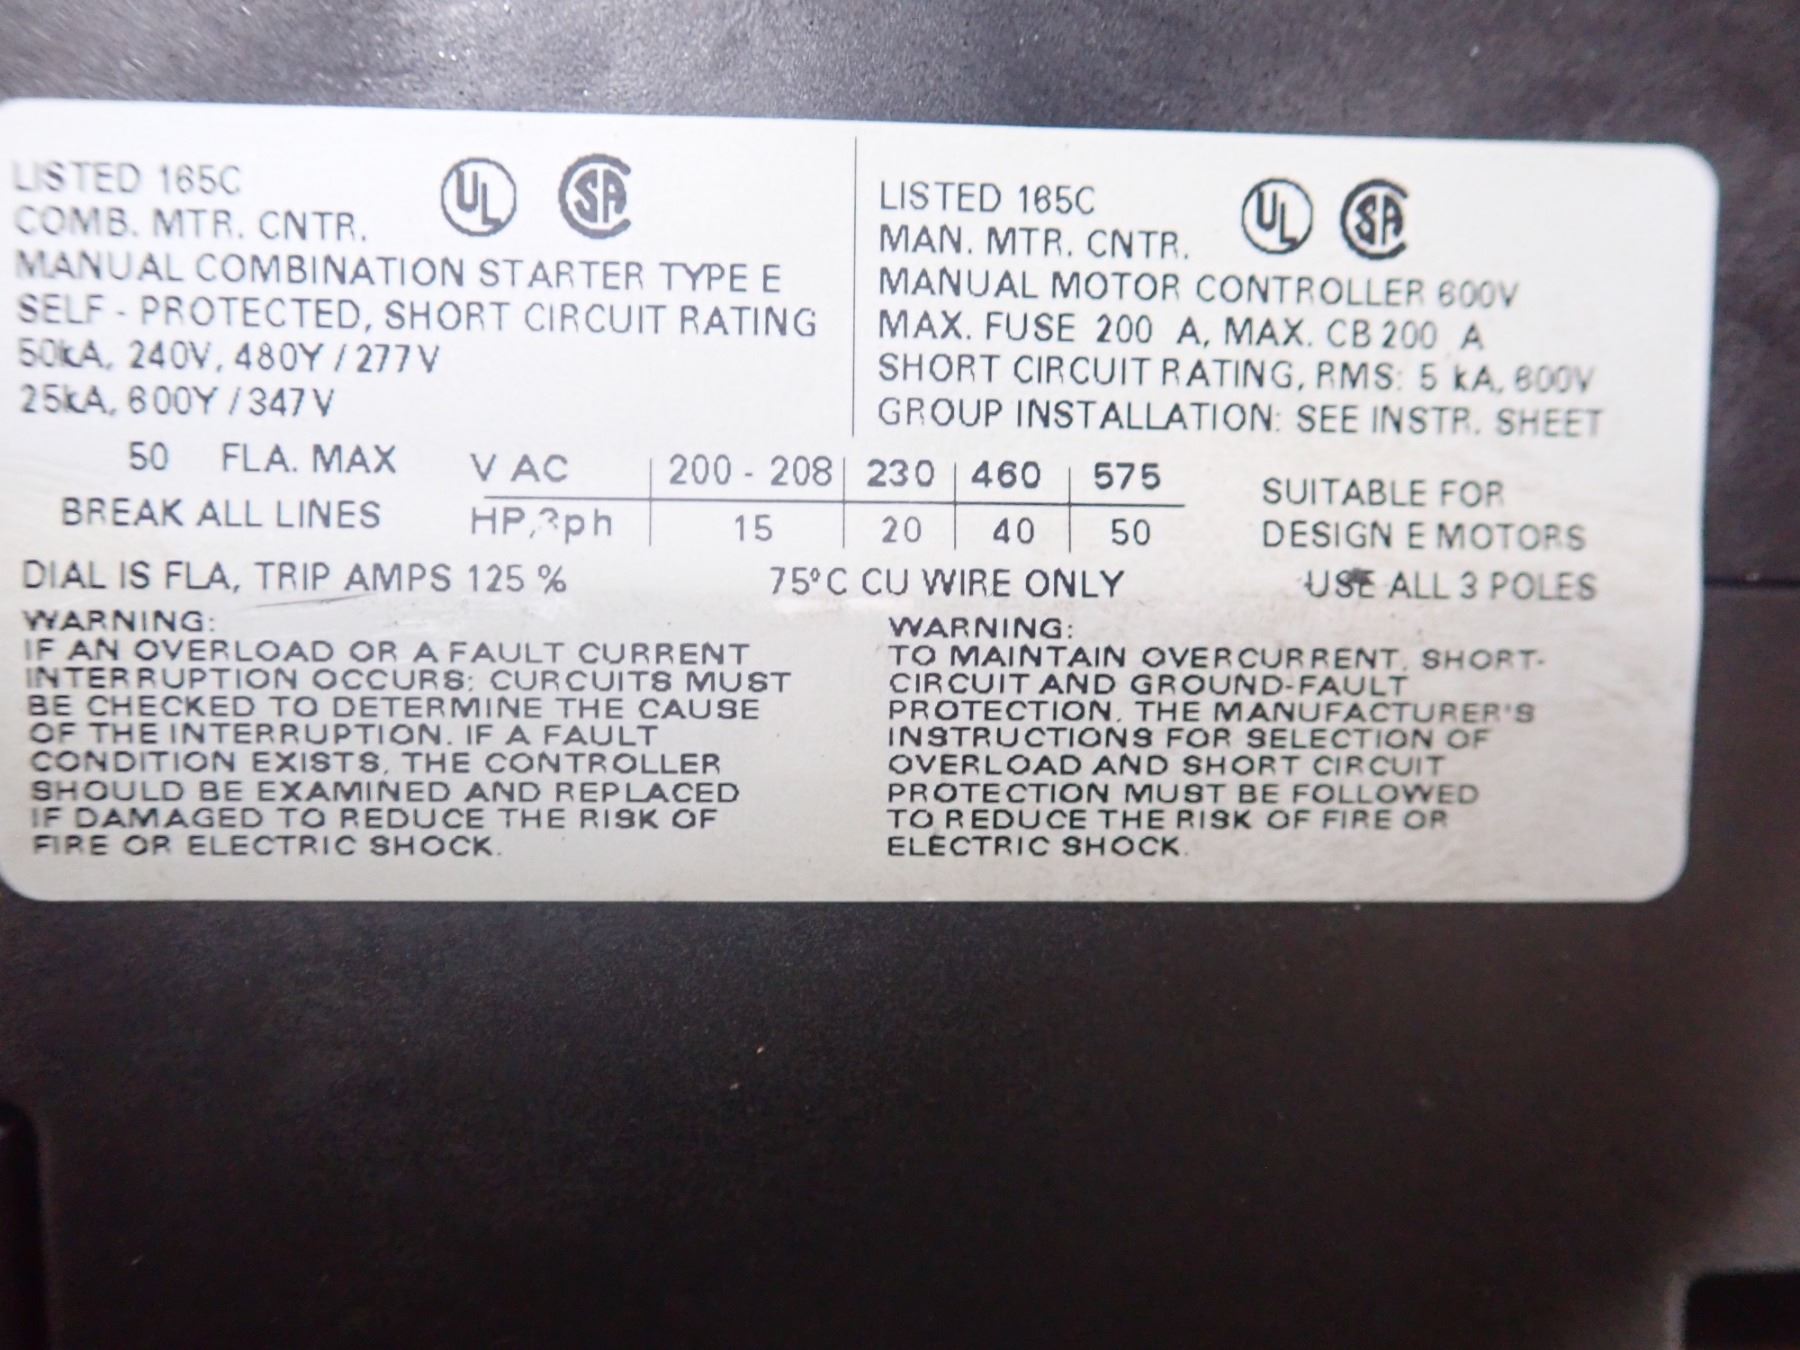 LISTED 165C
COMB. MTR. CNTR.
UL
SA
MANUAL COMBINATION STARTER TYPE E
SELF - PROTECTED, SHORT CIRCUIT RATING
50kA, 240V, 480Y / 277V
25kA, 600Y / 347V
LISTED 165C
MAN. MTR. CNTR.
UL
SA
MANUAL MOTOR CONTROLLER 600V
MAX. FUSE 200 A, MAX. CB 200 A
SHORT CIRCUIT RATING, RMS: 5 kA, 600V
GROUP INSTALLATION: SEE INSTR. SHEET
50 FLA. MAX
BREAK ALL LINES
V AC 200 - 208 230 460 575
HP, 3ph 15 20 40 50
SUITABLE FOR
DESIGN E MOTORS
DIAL IS FLA, TRIP AMPS 125 % 75°C CU WIRE ONLY USE ALL 3 POLES
WARNING:
IF AN OVERLOAD OR A FAULT CURRENT
INTERRUPTION OCCURS; CURCUITS MUST
BE CHECKED TO DETERMINE THE CAUSE
OF THE INTERRUPTION. IF A FAULT
CONDITION EXISTS, THE CONTROLLER
SHOULD BE EXAMINED AND REPLACED
IF DAMAGED TO REDUCE THE RISK OF
FIRE OR ELECTRIC SHOCK.
WARNING:
TO MAINTAIN OVERCURRENT, SHORT-
CIRCUIT AND GROUND-FAULT
PROTECTION, THE MANUFACTURER'S
INSTRUCTIONS FOR SELECTION OF
OVERLOAD AND SHORT CIRCUIT
PROTECTION MUST BE FOLLOWED
TO REDUCE THE RISK OF FIRE OR
ELECTRIC SHOCK.